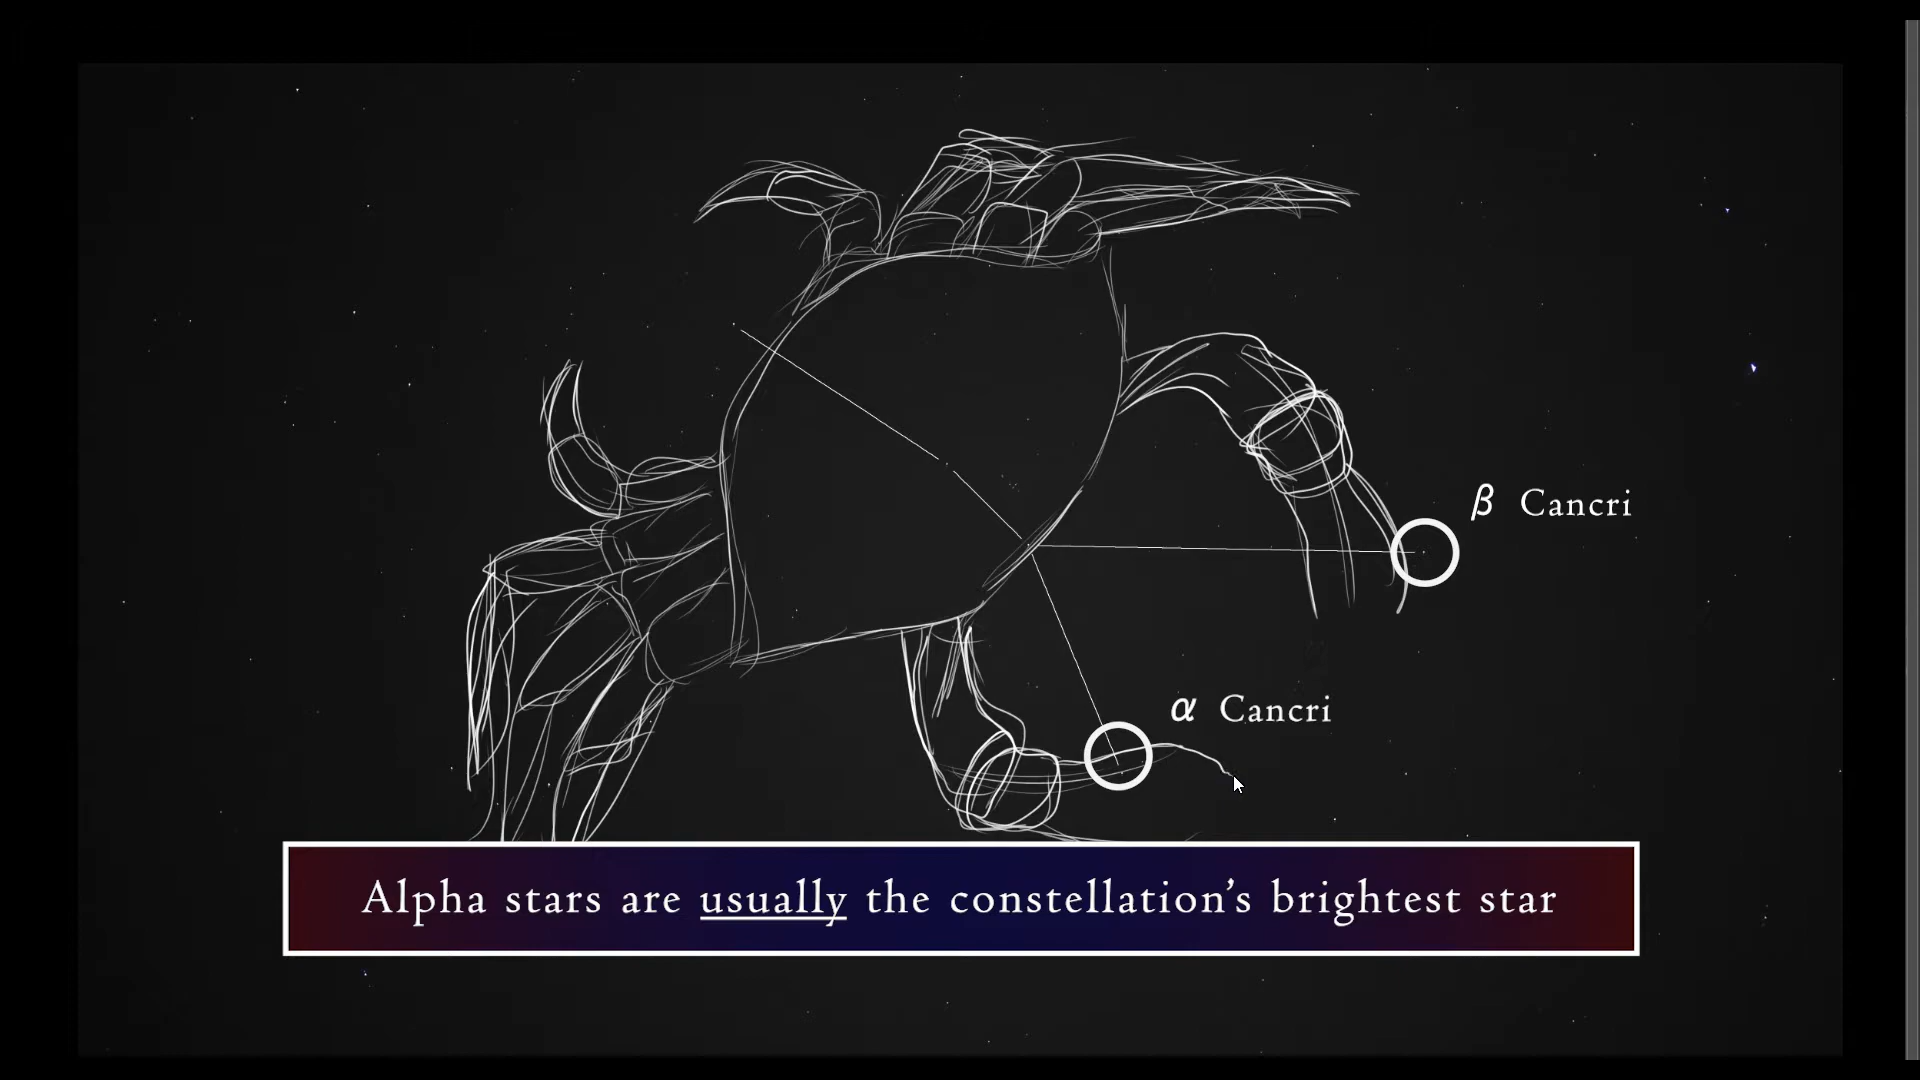 β Cancri
α Cancri
Alpha stars are usually the constellation’s brightest star